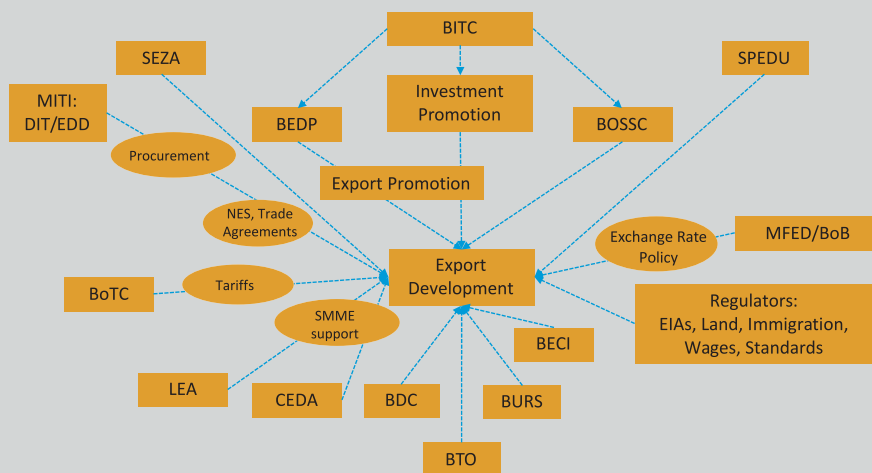 BITC
SEZA
SPEDU
MITI:
DIT/EDD
Investment
Promotion
BEDP
BOSSC
Procurement
Export Promotion
NES, Trade
Agreements
Exchange Rate
Policy
MFED/BoB
Export
Development
BoTC
Tariffs
SMME
support
Regulators:
EIAs, Land, Immigration,
Wages, Standards
BECI
LEA
CEDA
BDC
BURS
BTO